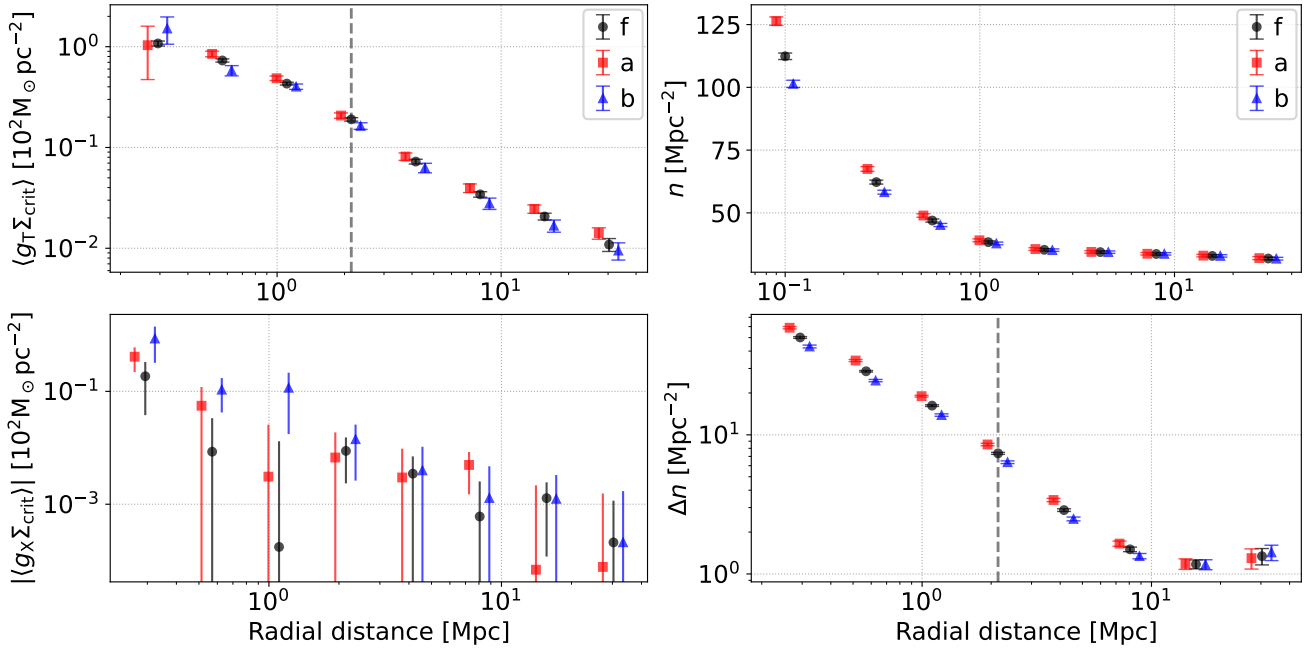 ⟨g_T Σ_crit⟩ [10²M_⊙pc⁻²]
10⁰
10⁻¹
10⁻²
10⁰
10¹
f
a
b
n [Mpc⁻²]
125
100
75
50
10⁻¹
10⁰
10¹
f
a
b
|⟨g_X Σ_crit⟩| [10²M_⊙pc⁻²]
10⁻¹
10⁻³
10⁰
10¹
Radial distance [Mpc]
Δn [Mpc⁻²]
10¹
10⁰
10⁰
10¹
Radial distance [Mpc]